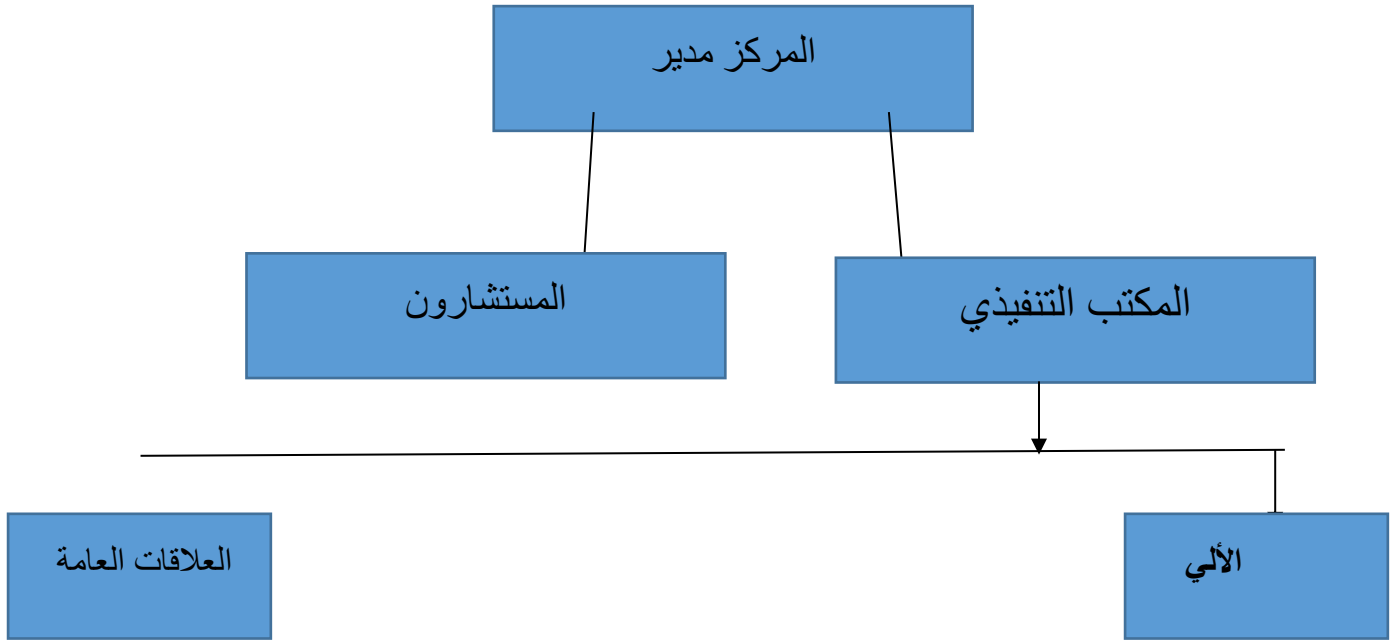 المركز مدير
المكتب التنفيذي
المستشارون
الألي
العلاقات العامة